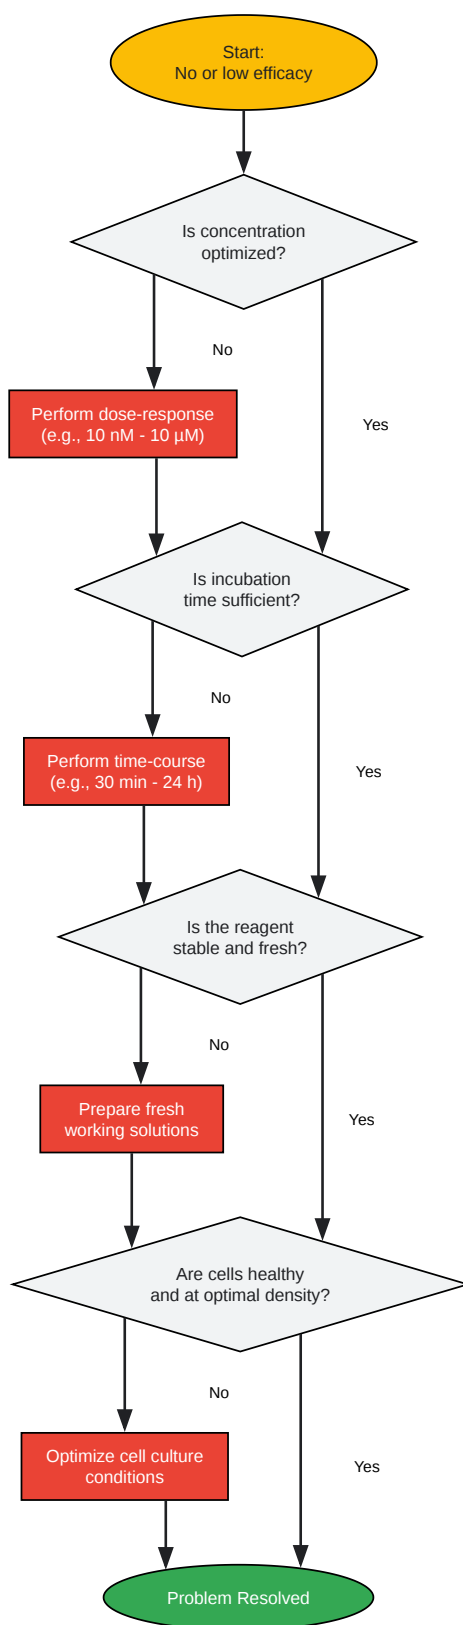 Start:
No or low efficacy
Is concentration
optimized?
No
Perform dose-response
(e.g., 10 nM - 10 µM)
Yes
Is incubation
time sufficient?
No
Perform time-course
(e.g., 30 min - 24 h)
Yes
Is the reagent
stable and fresh?
No
Prepare fresh
working solutions
Yes
Are cells healthy
and at optimal density?
No
Optimize cell culture
conditions
Yes
Problem Resolved